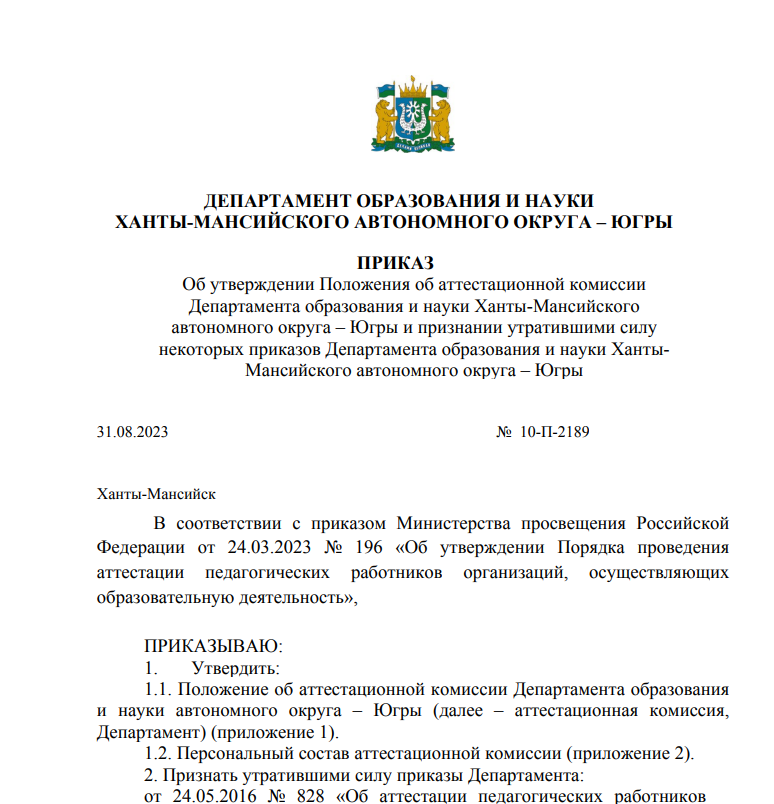 ДЕПАРТАМЕНТ ОБРАЗОВАНИЯ И НАУКИ
ХАНТЫ-МАНСИЙСКОГО АВТОНОМНОГО ОКРУГА – ЮГРЫ
ПРИКАЗ
Об утверждении Положения об аттестационной комиссии
Департамента образования и науки Ханты-Мансийского
автономного округа – Югры и признании утратившими силу
некоторых приказов Департамента образования и науки Ханты-
Мансийского автономного округа – Югры
31.08.2023 № 10-П-2189
Ханты-Мансийск
В соответствии с приказом Министерства просвещения Российской
Федерации от 24.03.2023 № 196 «Об утверждении Порядка проведения
аттестации педагогических работников организаций, осуществляющих
образовательную деятельность»,
ПРИКАЗЫВАЮ:
1. Утвердить:
1.1. Положение об аттестационной комиссии Департамента образования
и науки автономного округа – Югры (далее – аттестационная комиссия,
Департамент) (приложение 1).
1.2. Персональный состав аттестационной комиссии (приложение 2).
2. Признать утратившими силу приказы Департамента:
от 24.05.2016 № 828 «Об аттестации педагогических работников